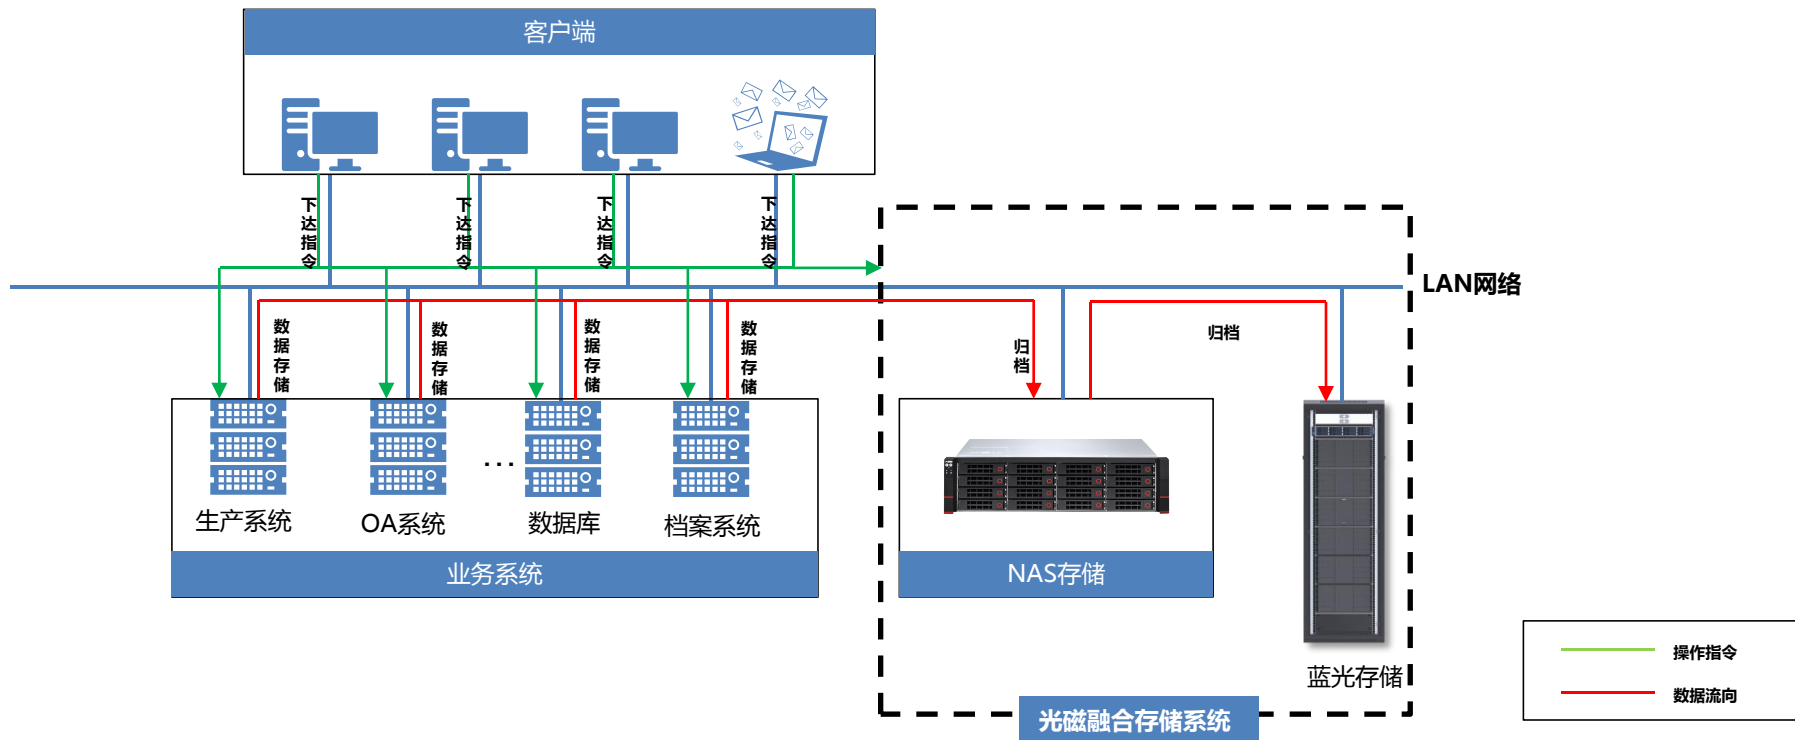 客户端
下达指令
下达指令
下达指令
下达指令
LAN网络
数据存储
数据存储
数据存储
数据存储
归档
归档
...
生产系统
OA系统
数据库
档案系统
业务系统
NAS存储
蓝光存储
光磁融合存储系统
操作指令
数据流向